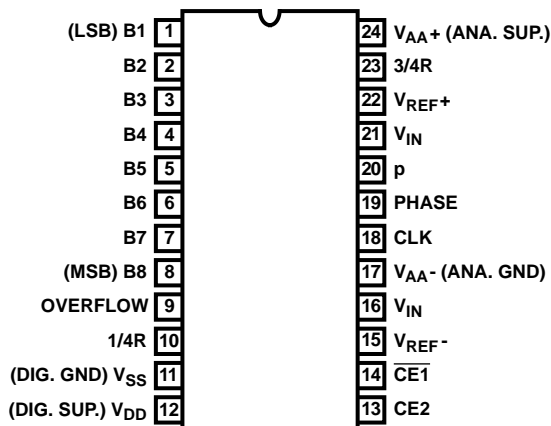 (LSB) B1 1 24 VAA+ (ANA. SUP.)
B2 2 23 3/4R
B3 3 22 VREF+
B4 4 21 VIN
B5 5 20 p
B6 6 19 PHASE
B7 7 18 CLK
(MSB) B8 8 17 VAA- (ANA. GND)
OVERFLOW 9 16 VIN
1/4R 10 15 VREF-
(DIG. GND) VSS 11 14 C̅E̅1̅
(DIG. SUP.) VDD 12 13 CE2